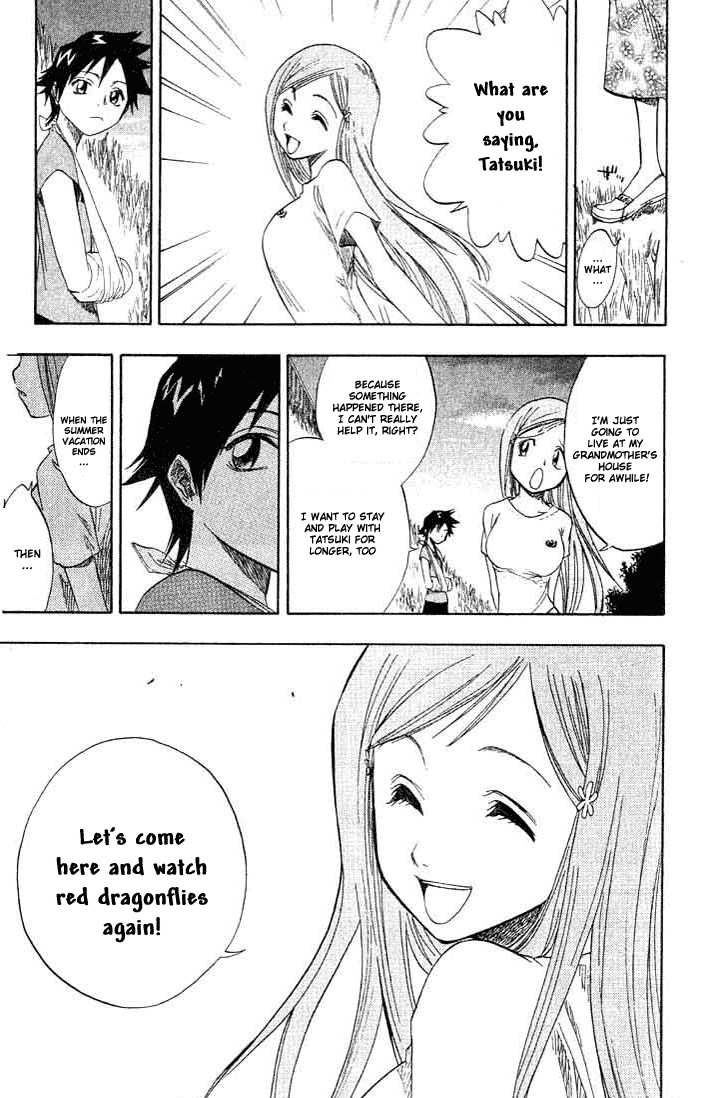 ...
WHAT
...
What are
you
saying,
Tatsuki!
I'M JUST
GOING TO
LIVE AT MY
GRANDMOTHER'S
HOUSE
FOR AWHILE!
BECAUSE
SOMETHING
HAPPENED THERE,
I CAN'T REALLY
HELP IT, RIGHT?
I WANT TO STAY
AND PLAY WITH
TATSUKI FOR
LONGER, TOO
WHEN THE
SUMMER
VACATION
ENDS
...
THEN
...
Let's come
here and watch
red dragonflies
again!